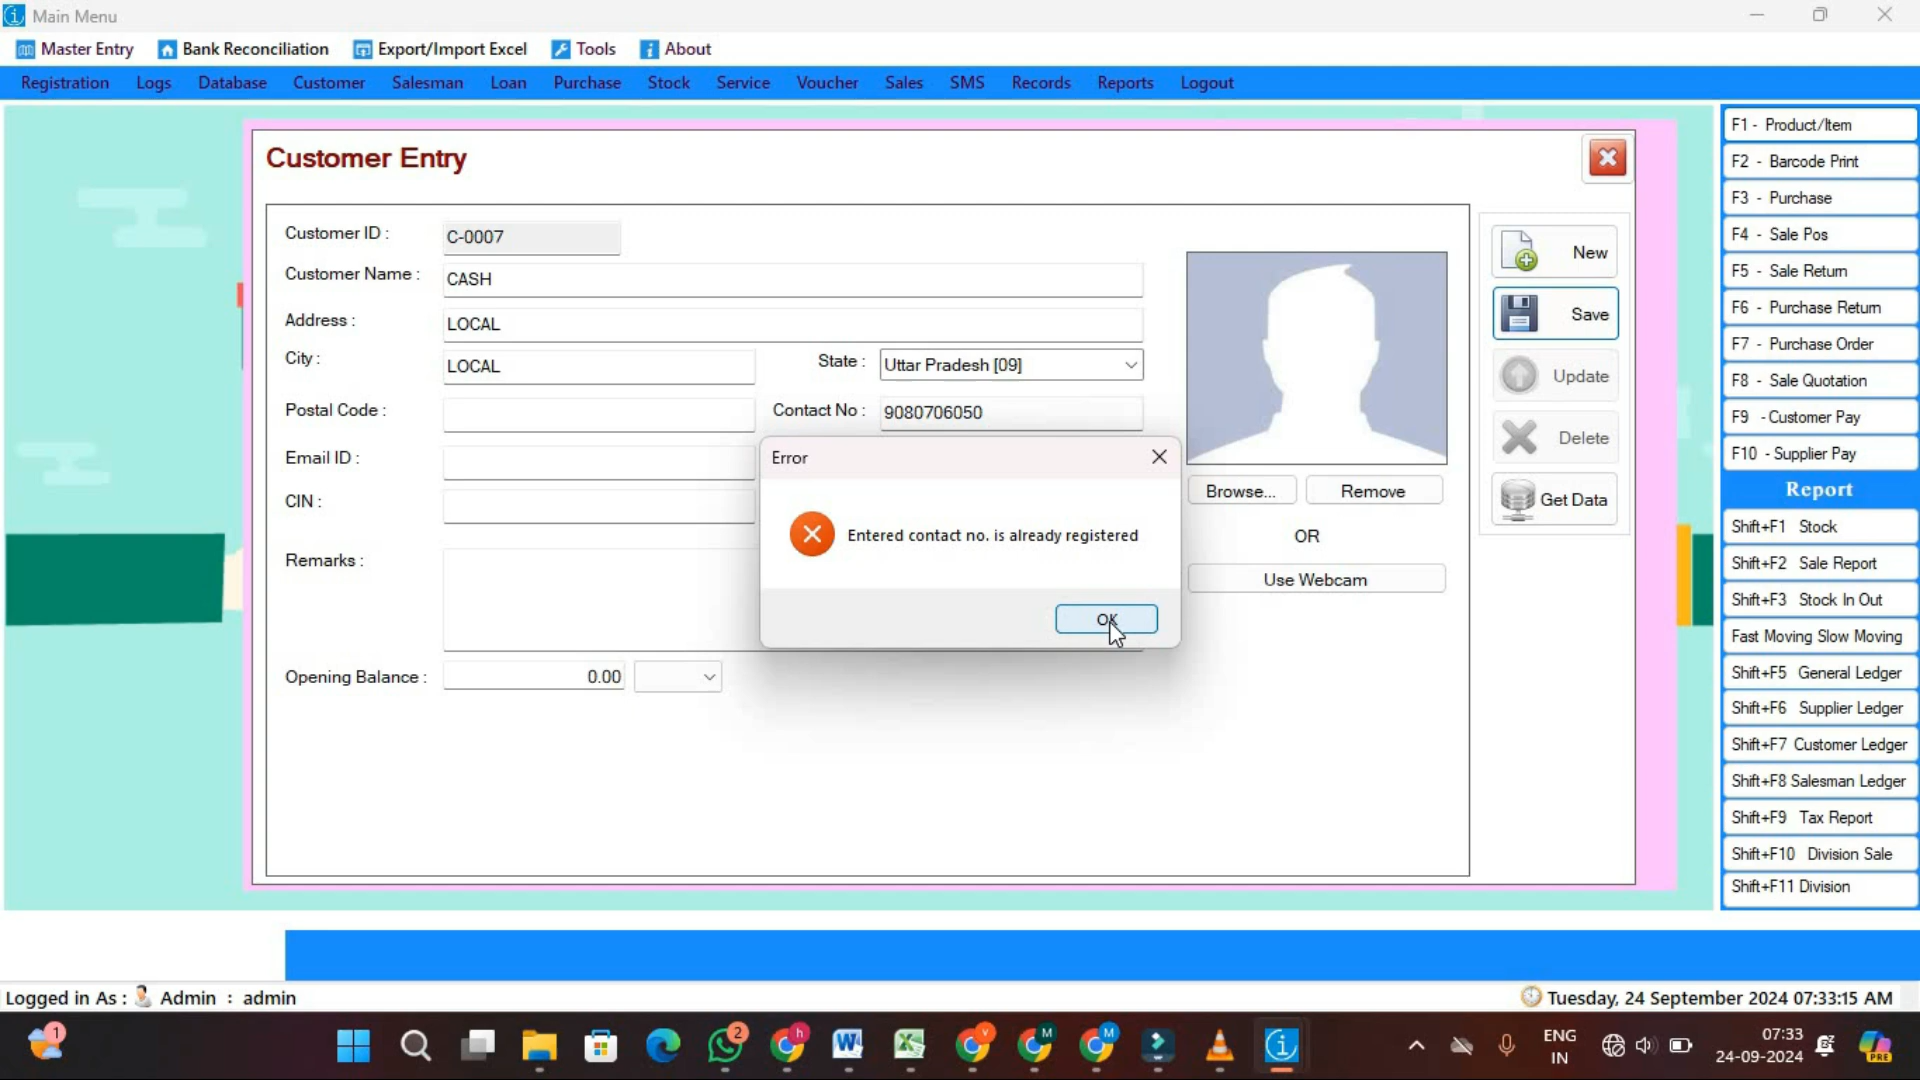 Main Menu
Master Entry Bank Reconciliation Export/Import Excel Tools About
Registration Logs Database Customer Salesman Loan Purchase Stock Service Voucher Sales SMS Records Reports Logout
Customer Entry
Customer ID : C-0007
Customer Name : CASH
Address : LOCAL
City : LOCAL State : Uttar Pradesh [09]
Postal Code : Contact No : 9080706050
Email ID :
CIN :
Remarks :
Opening Balance : 0.00
Error
Entered contact no. is already registered
OK
Browse... Remove
OR
Use Webcam
New
Save
Update
Delete
Get Data
F1 - Product/Item
F2 - Barcode Print
F3 - Purchase
F4 - Sale Pos
F5 - Sale Return
F6 - Purchase Return
F7 - Purchase Order
F8 - Sale Quotation
F9 - Customer Pay
F10 - Supplier Pay
Report
Shift+F1 Stock
Shift+F2 Sale Report
Shift+F3 Stock In Out
Fast Moving Slow Moving
Shift+F5 General Ledger
Shift+F6 Supplier Ledger
Shift+F7 Customer Ledger
Shift+F8 Salesman Ledger
Shift+F9 Tax Report
Shift+F10 Division Sale
Shift+F11 Division
Logged in As : Admin : admin
Tuesday, 24 September 2024 07:33:15 AM
1
2
h
V
M
M
ENG
IN
07:33
24-09-2024
PRE